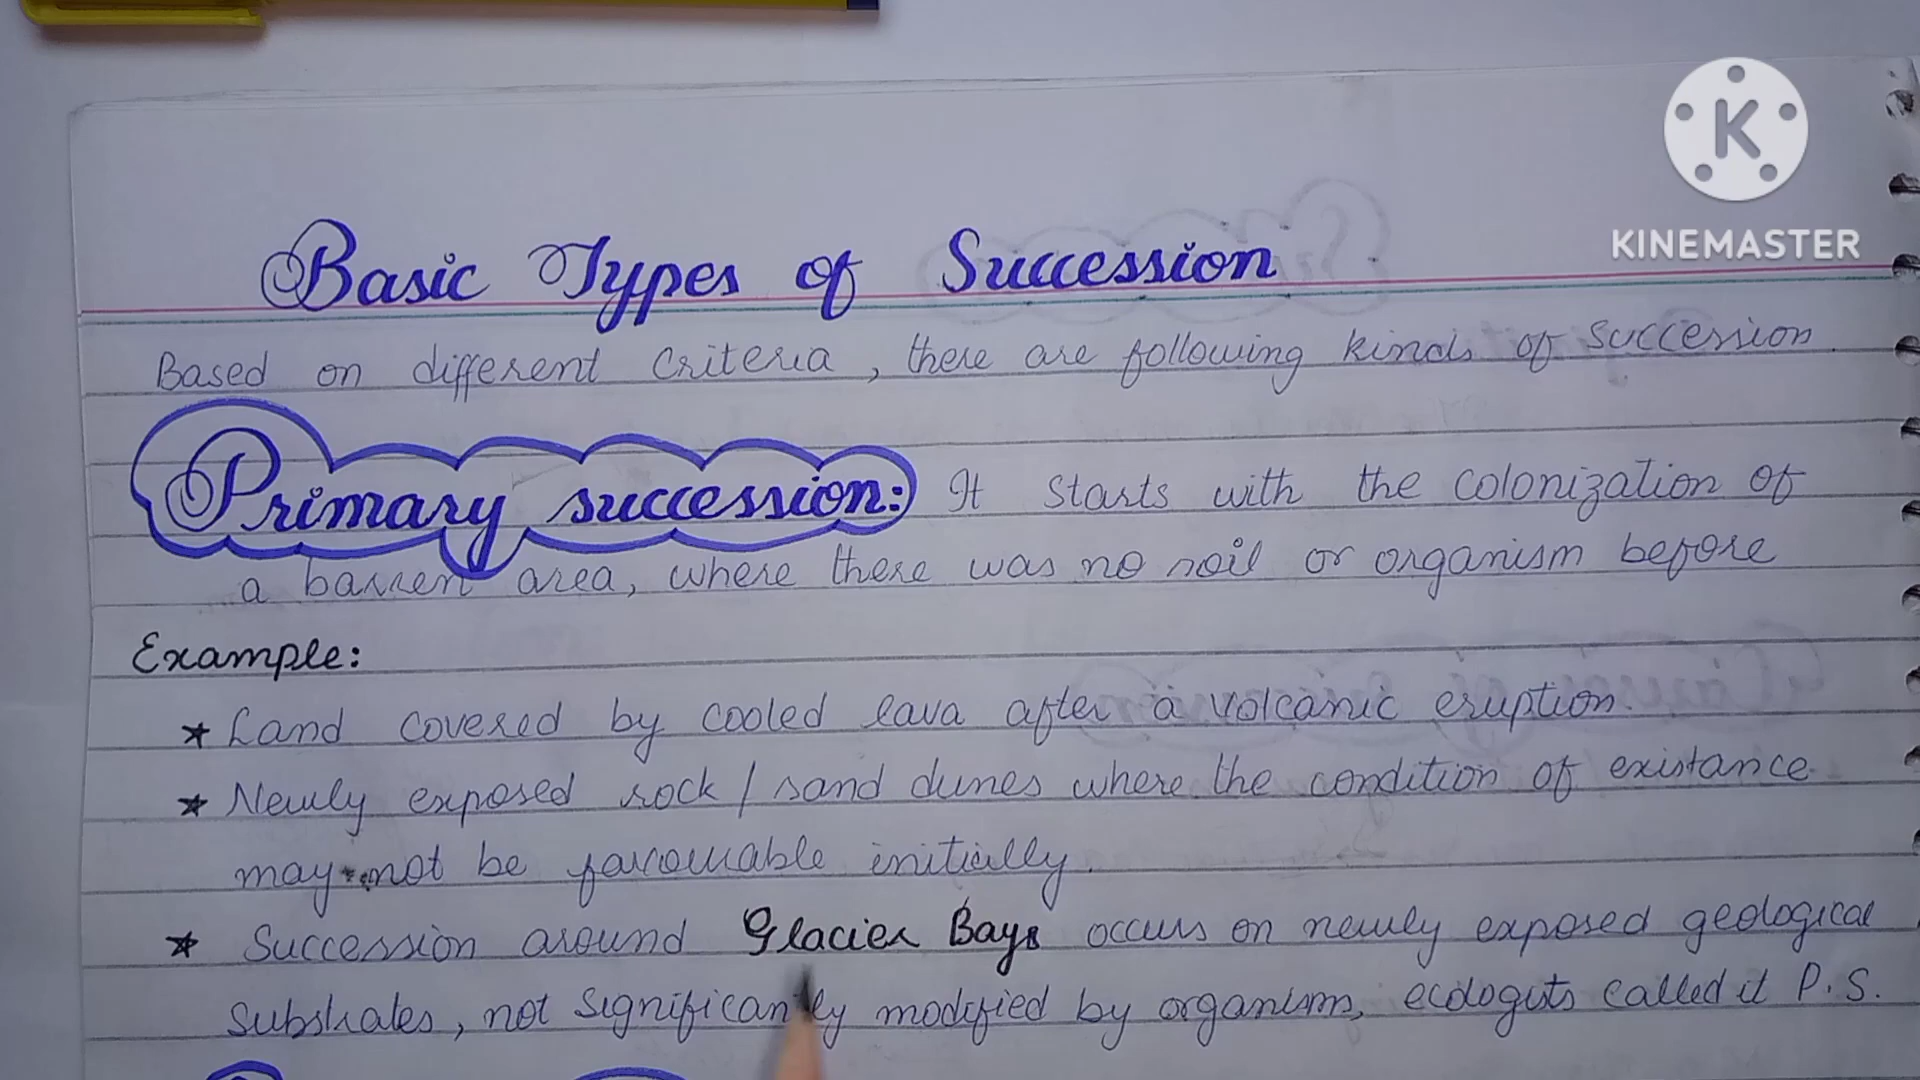 KINEMASTER
Basic Types of Succession
Based on different criteria, there are following kinds of succession.
Primary succession: It starts with the colonization of
a barren area, where there was no soil or organism before
Example:
★ Land covered by cooled lava after a volcanic eruption.
★ Newly exposed rock / sand dunes where the condition of existance
may not be favourable initially.
★ Succession around Glacier Bays occurs on newly exposed geological
substrates, not significantly modified by organism, ecologists called it P.S.